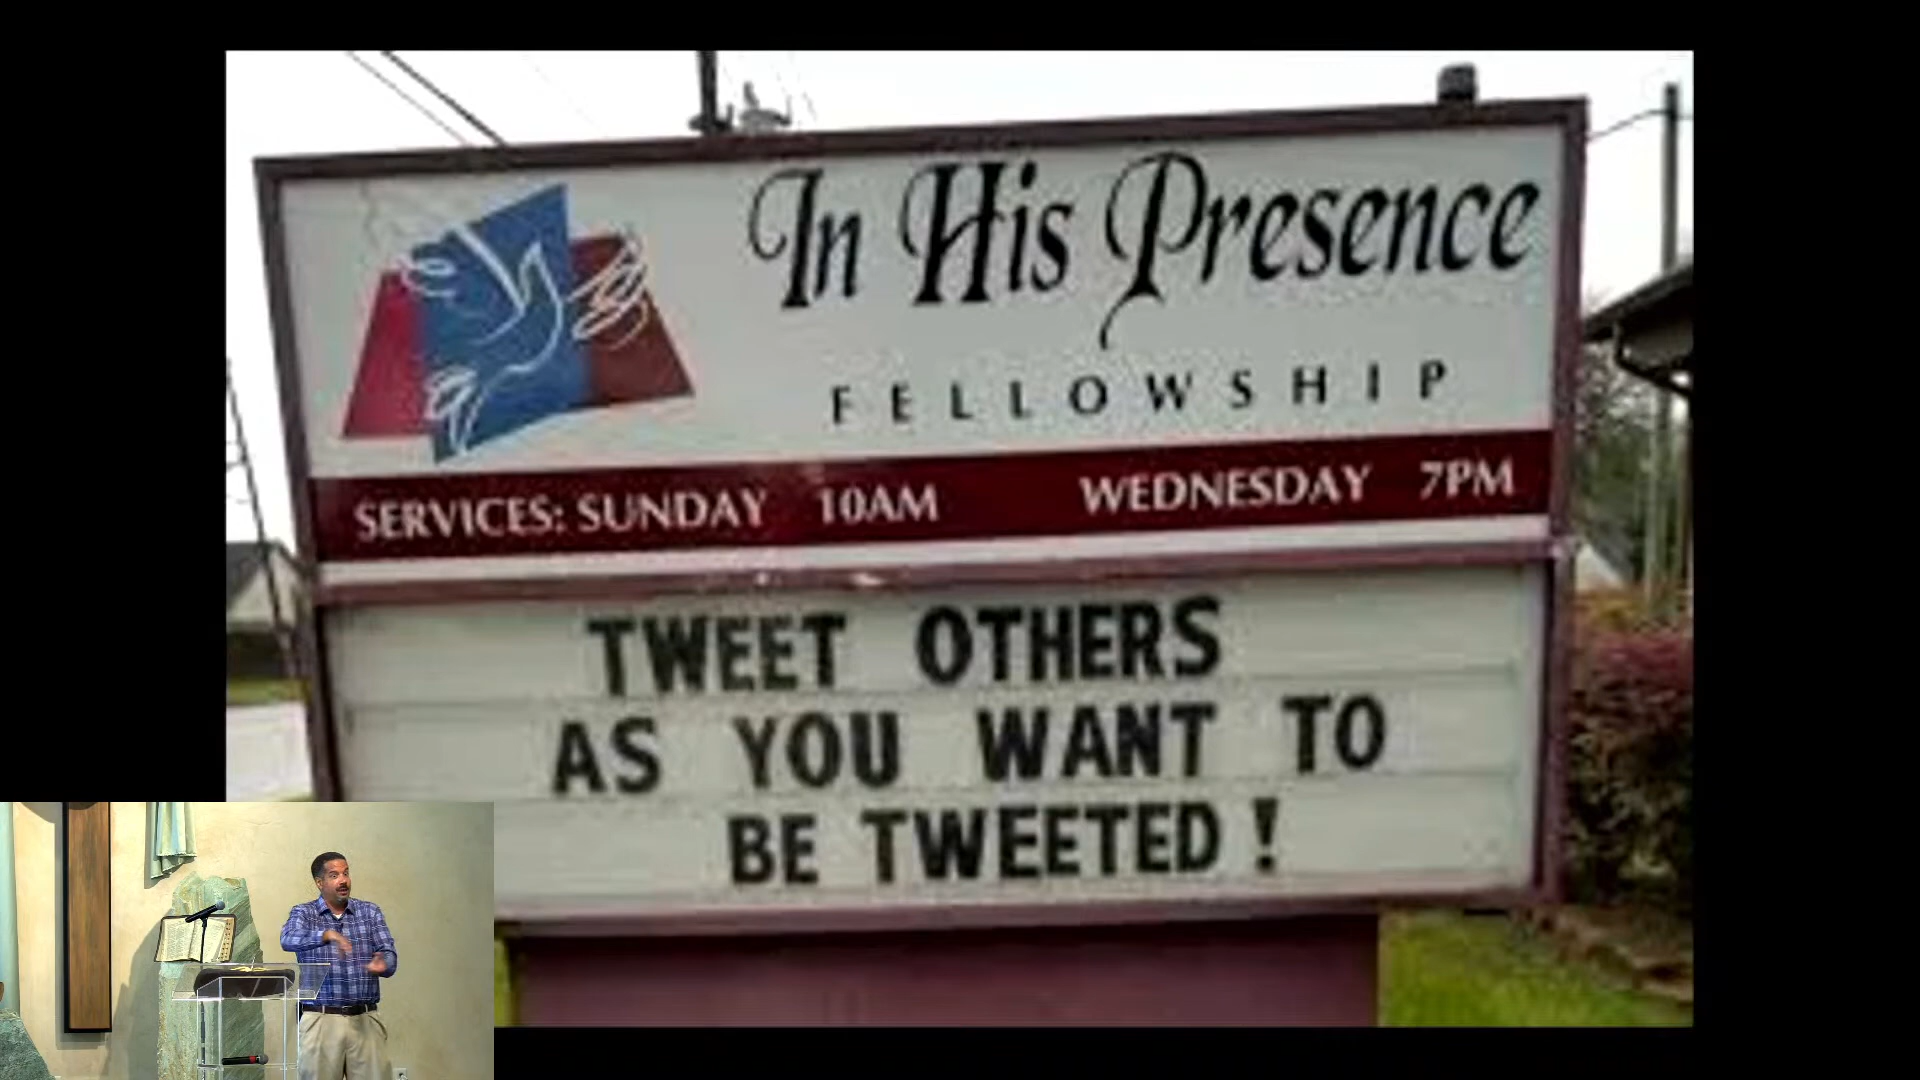 In His Presence
FELLOWSHIP
SERVICES: SUNDAY 10AM WEDNESDAY 7PM
TWEET OTHERS
AS YOU WANT TO
BE TWEETED!